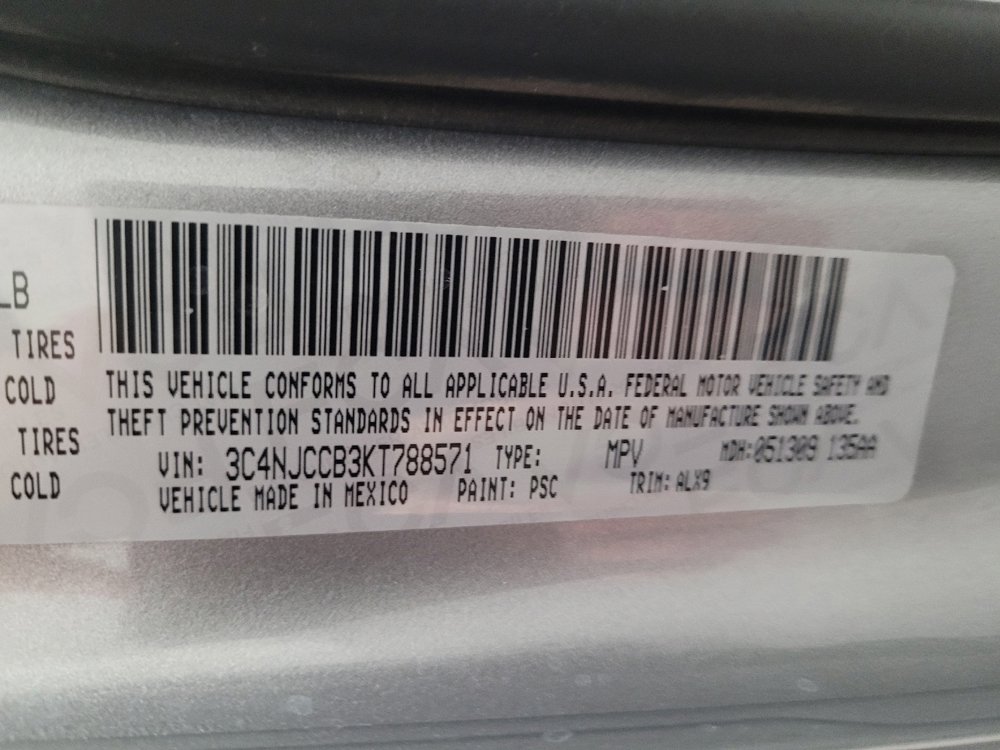 LB
TIRES
COLD
TIRES
COLD
THIS VEHICLE CONFORMS TO ALL APPLICABLE U.S.A. FEDERAL MOTOR VEHICLE SAFETY AND
THEFT PREVENTION STANDARDS IN EFFECT ON THE DATE OF MANUFACTURE SHOWN ABOVE.
VIN: 3C4NJCCB3KT788571 TYPE: MPV MDH:051309 135AA
VEHICLE MADE IN MEXICO PAINT: PSC TRIM: ALX9